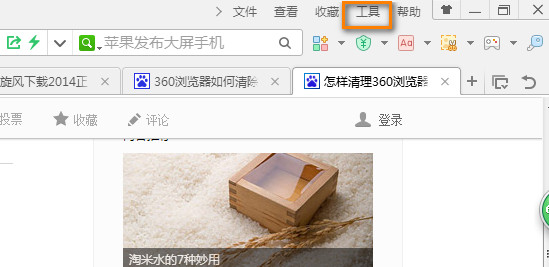 文件 查看 收藏 工具 帮助
苹果发布大屏手机
Aa
旋风下载2014正 360浏览器如何清除 怎样清理360浏览器
投票 收藏 评论 登录
淘米水的7种妙用